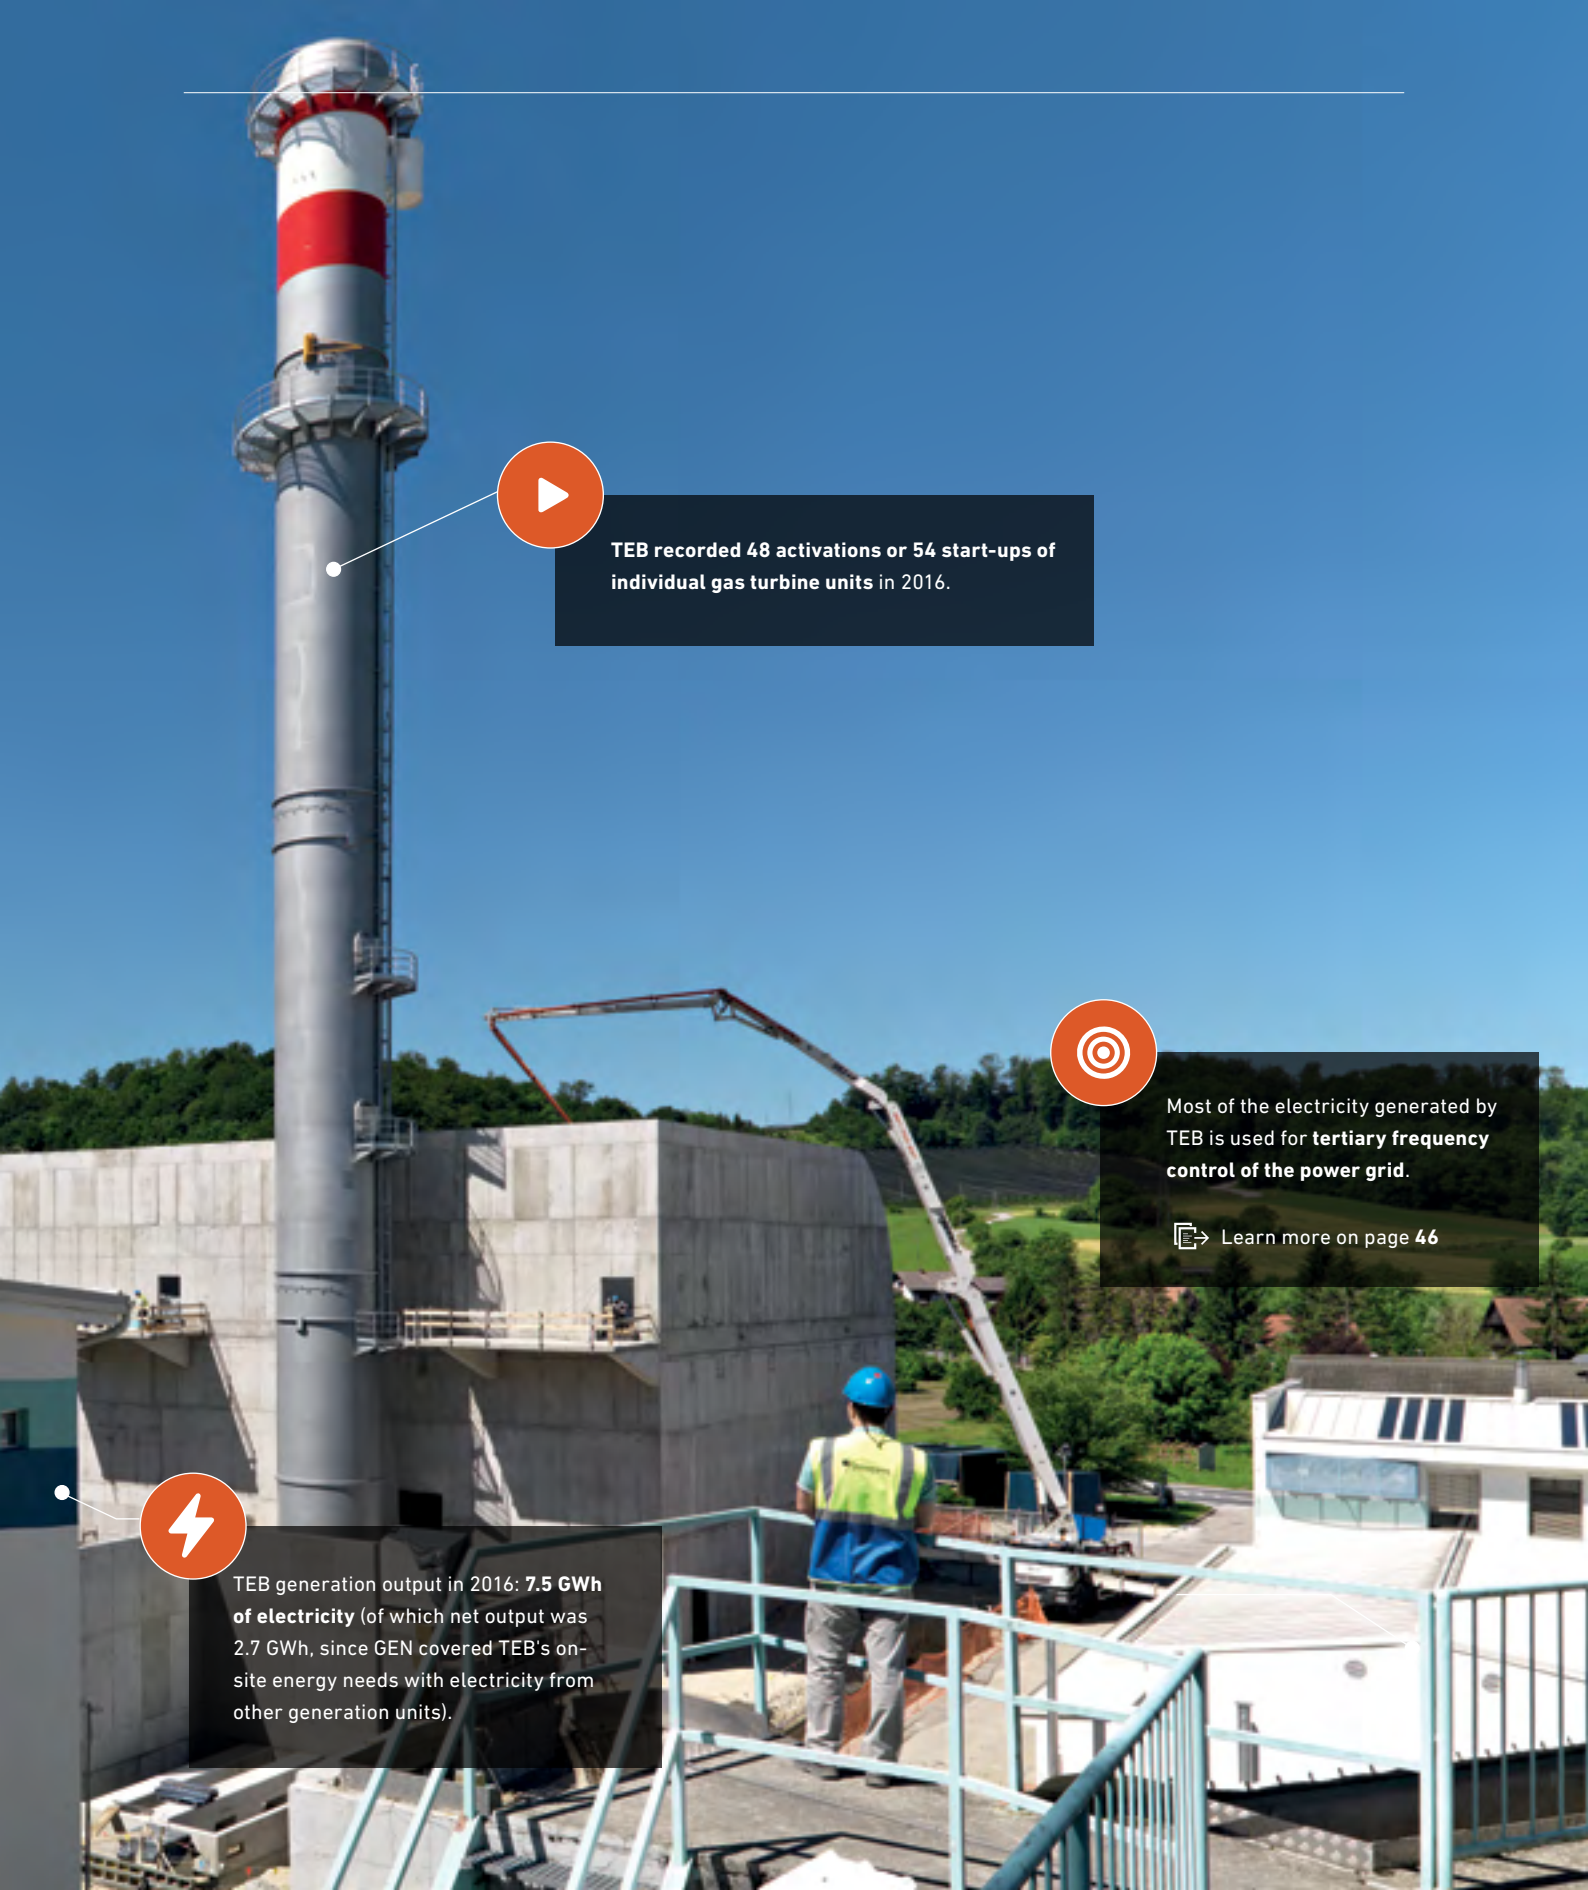 TEB recorded 48 activations or 54 start-ups of
individual gas turbine units in 2016.
Most of the electricity generated by
TEB is used for tertiary frequency
control of the power grid.
Learn more on page 46
TEB generation output in 2016: 7.5 GWh
of electricity (of which net output was
2.7 GWh, since GEN covered TEB's on-
site energy needs with electricity from
other generation units).